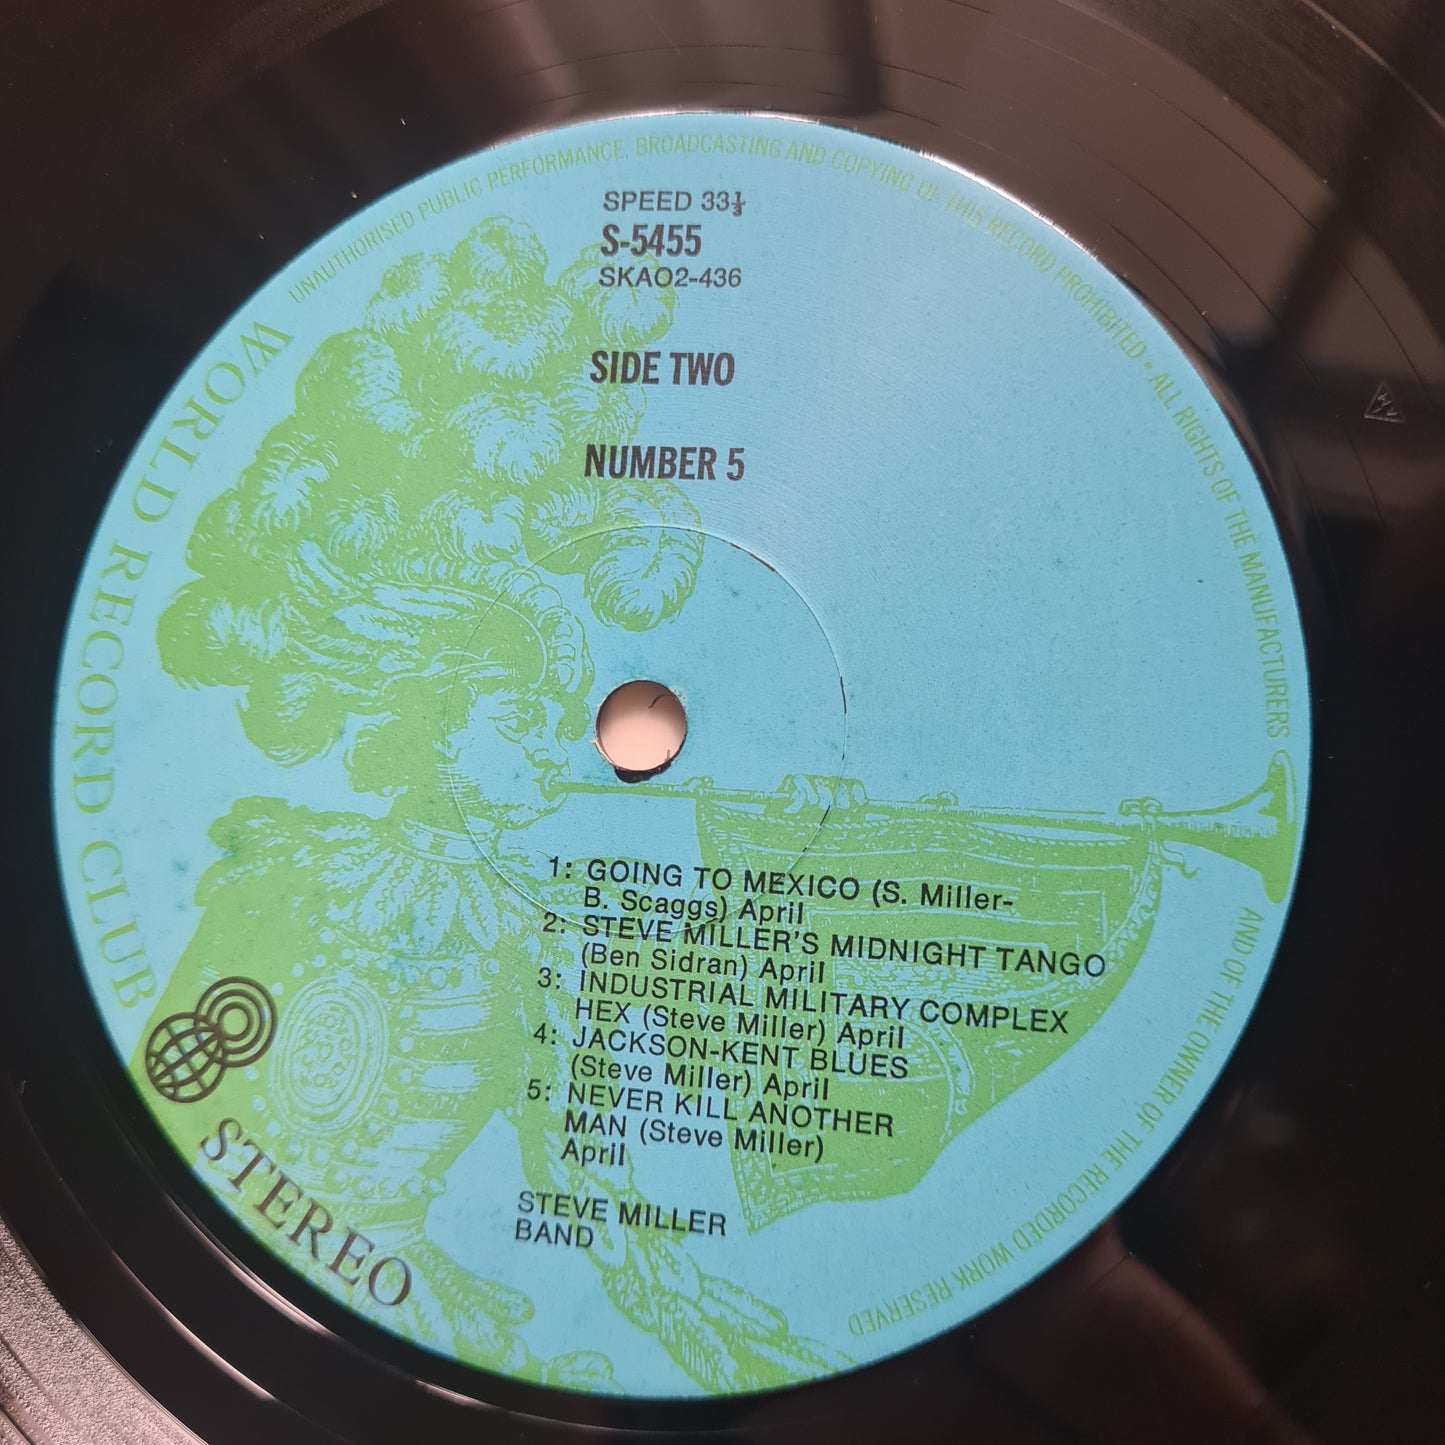 UNAUTHORISED PUBLIC PERFORMANCE, BROADCASTING AND COPYING OF THIS RECORD PROHIBITED • ALL RIGHTS OF THE MANUFACTURERS
AND OF THE OWNER OF THE RECORDED WORK RESERVED
WORLD RECORD CLUB
SPEED 33⅓
S-5455
SKAO2-436
SIDE TWO
NUMBER 5
1: GOING TO MEXICO (S. Miller-
B. Scaggs) April
2: STEVE MILLER'S MIDNIGHT TANGO
(Ben Sidran) April
3: INDUSTRIAL MILITARY COMPLEX
HEX (Steve Miller) April
4: JACKSON-KENT BLUES
(Steve Miller) April
5: NEVER KILL ANOTHER
MAN (Steve Miller)
April
STEVE MILLER
BAND
STEREO